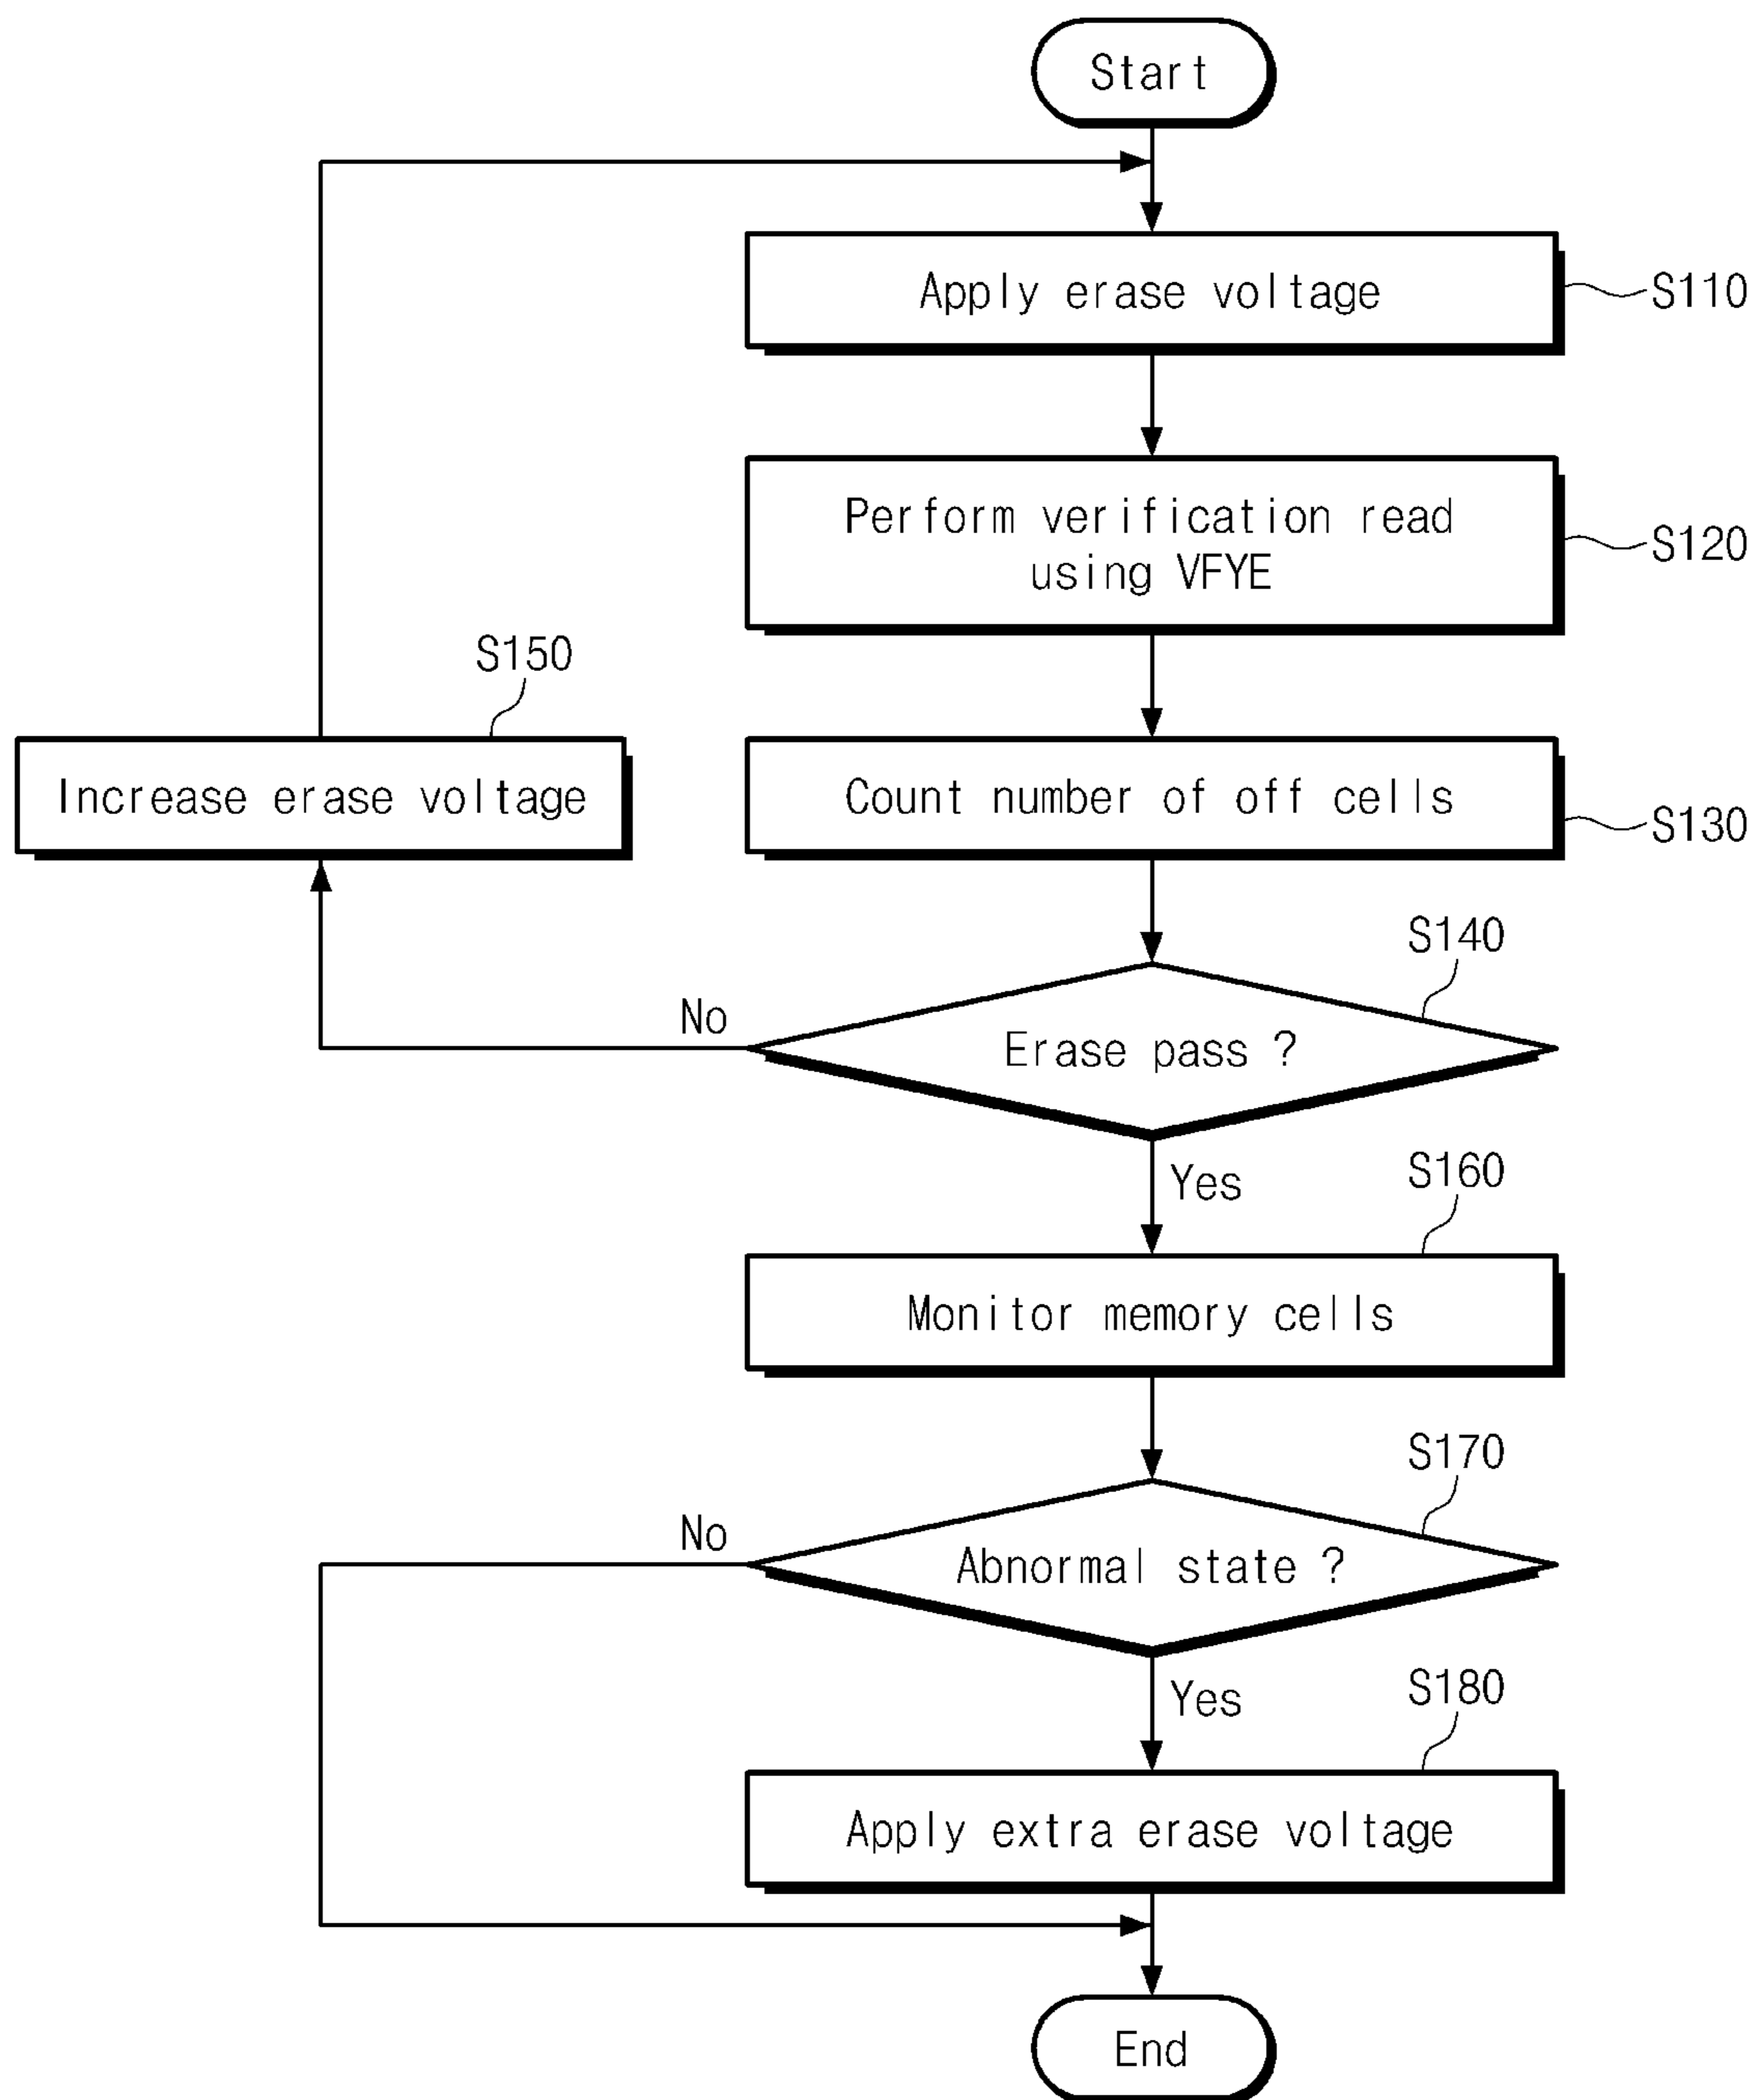 Start
Apply erase voltage
S110
Perform verification read
using VFYE
S120
S150
Increase erase voltage
Count number of off cells
S130
S140
No
Erase pass ?
Yes
S160
Monitor memory cells
S170
No
Abnormal state ?
Yes
S180
Apply extra erase voltage
End